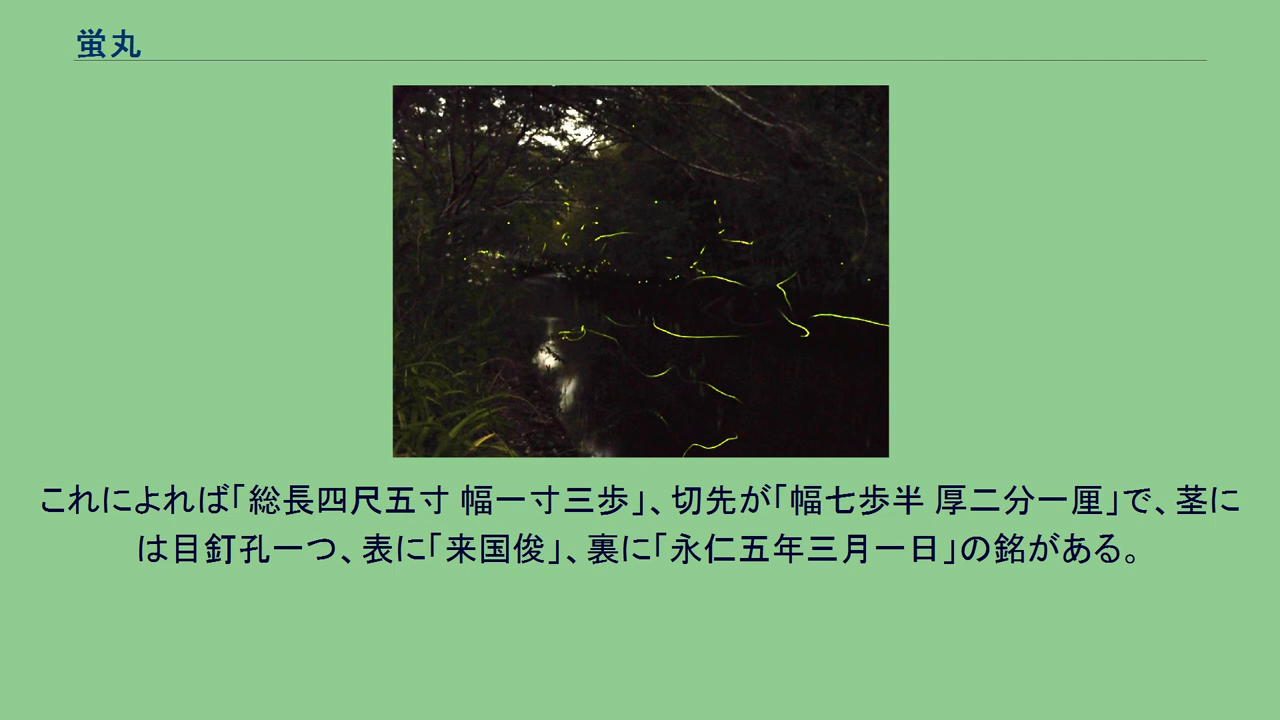 蛍丸
これによれば｢総長四尺五寸 幅一寸三歩｣、切先が｢幅七歩半 厚二分一厘｣で、茎に
は目釘孔一つ、表に｢来国俊｣、裏に｢永仁五年三月一日｣の銘がある。